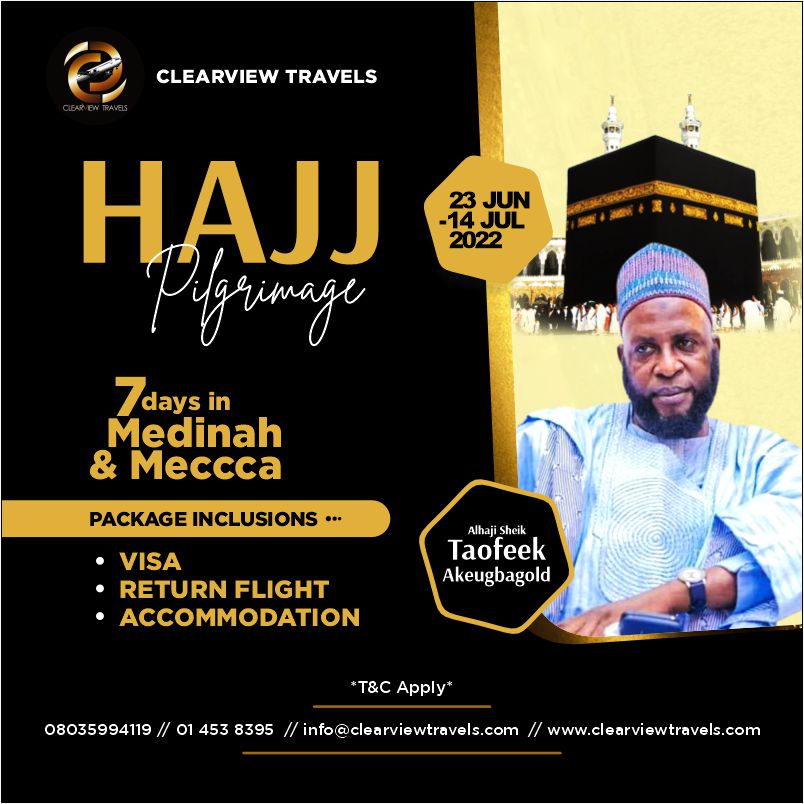 CLEARVIEW TRAVELS
CLEARVIEW TRAVELS
HAJJ
Pilgrimage
23 JUN
-14 JUL
2022
7days in
Medinah
& Meccca
PACKAGE INCLUSIONS •••
• VISA
• RETURN FLIGHT
• ACCOMMODATION
Alhaji Sheik
Taofeek
Akeugbagold
*T&C Apply*
08035994119 // 01 453 8395 // info@clearviewtravels.com // www.clearviewtravels.com